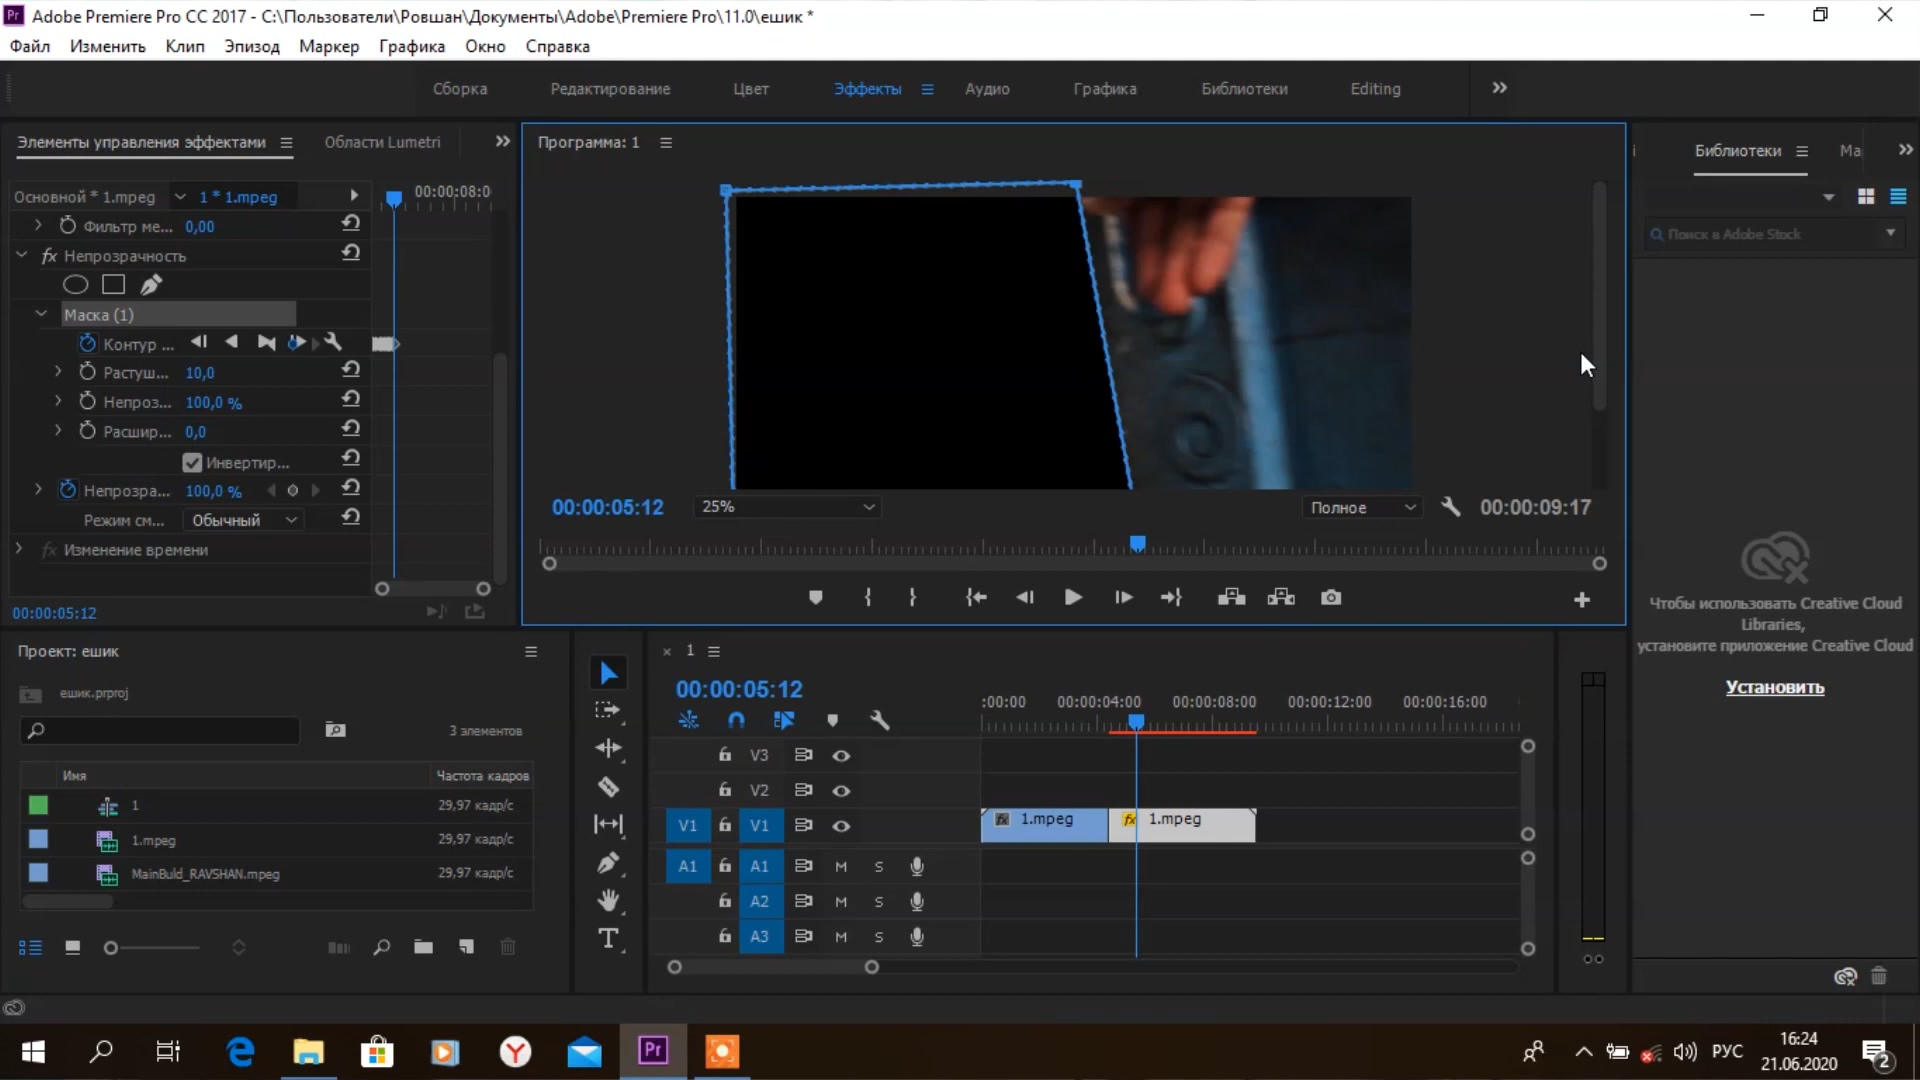 Adobe Premiere Pro CC 2017 - C:\Пользователи\Ровшан\Документы\Adobe\Premiere Pro\11.0\ешик *
Файл Изменить Клип Эпизод Маркер Графика Окно Справка
Сборка Редактирование Цвет Эффекты Аудио Графика Библиотеки Editing
Элементы управления эффектами Области Lumetri
Основной * 1.mpeg 1 * 1.mpeg 00:00:08:0
Фильтр ме... 0,00
fx Непрозрачность
Маска (1)
Контур ...
Растуш... 10,0
Непроз... 100,0 %
Расшир... 0,0
Инвертир...
Непрозра... 100,0 %
Режим см... Обычный
fx Изменение времени
00:00:05:12
Программа: 1
00:00:05:12 25% Полное 00:00:09:17
Библиотеки Ма
Поиск в Adobe Stock
Чтобы использовать Creative Cloud
Libraries,
установите приложение Creative Cloud
Установить
Проект: ешик
ешик.prproj
3 элементов
Имя Частота кадров
1 29,97 кадр/с
1.mpeg 29,97 кадр/с
MainBuld_RAVSHAN.mpeg 29,97 кадр/с
× 1
00:00:05:12
:00:00 00:00:04:00 00:00:08:00 00:00:12:00 00:00:16:00
V3
V2
V1 V1 fx 1.mpeg fx 1.mpeg
A1 A1 M S
A2 M S
A3 M S
Pr РУС 16:24
21.06.2020
2